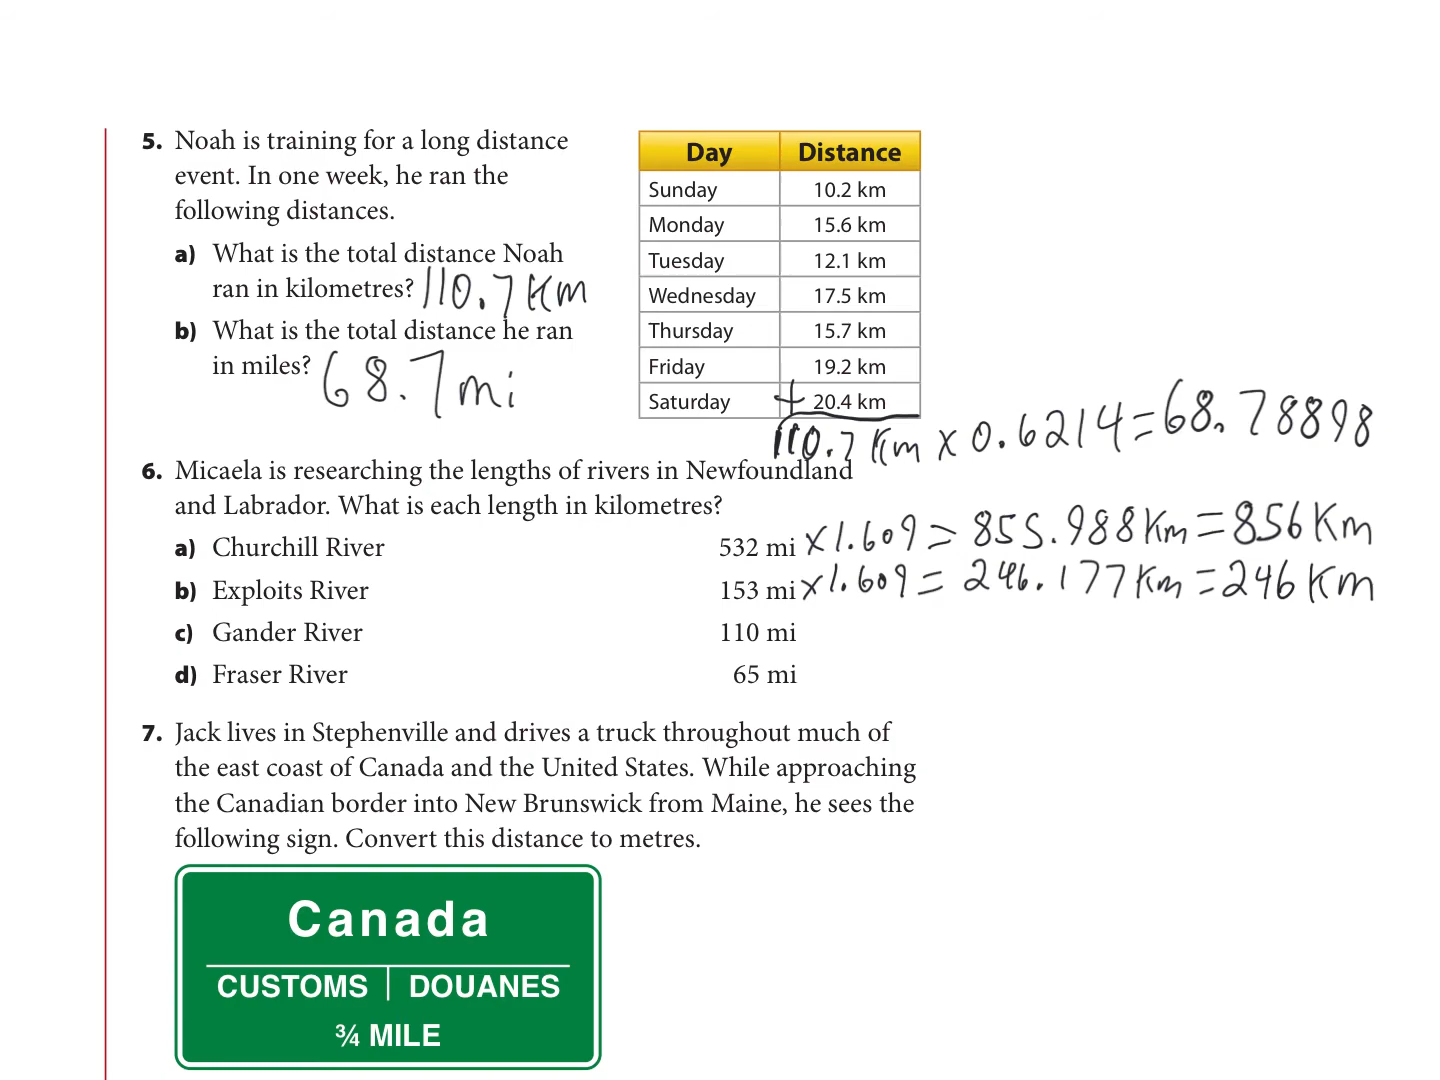 5. Noah is training for a long distance
event. In one week, he ran the
following distances.
a) What is the total distance Noah
ran in kilometres? 110.7 Km
b) What is the total distance he ran
in miles? 68.7 mi
Day Distance
Sunday 10.2 km
Monday 15.6 km
Tuesday 12.1 km
Wednesday 17.5 km
Thursday 15.7 km
Friday 19.2 km
Saturday + 20.4 km
110.7 Km x 0.6214 = 68.78898
6. Micaela is researching the lengths of rivers in Newfoundland
and Labrador. What is each length in kilometres?
a) Churchill River 532 mi x 1.609 = 855.988 Km = 856 Km
b) Exploits River 153 mi x 1.609 = 246.177 Km = 246 Km
c) Gander River 110 mi
d) Fraser River 65 mi
7. Jack lives in Stephenville and drives a truck throughout much of
the east coast of Canada and the United States. While approaching
the Canadian border into New Brunswick from Maine, he sees the
following sign. Convert this distance to metres.
Canada
CUSTOMS | DOUANES
¾ MILE